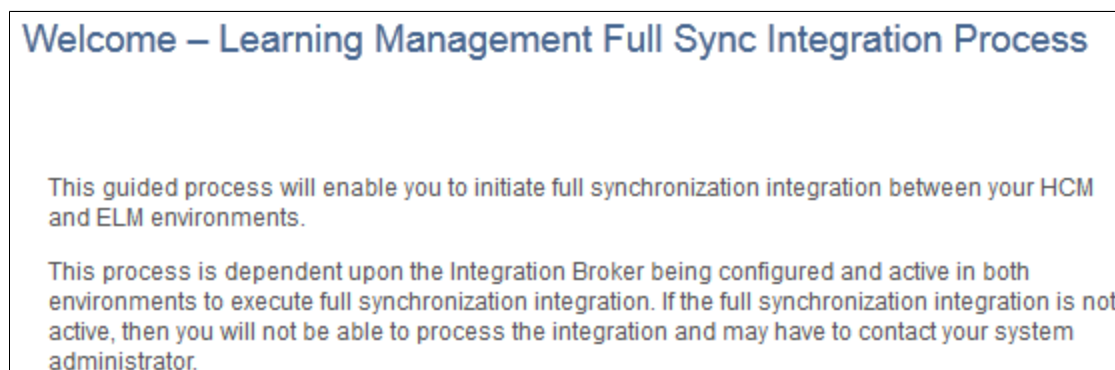 Welcome – Learning Management Full Sync Integration Process
This guided process will enable you to initiate full synchronization integration between your HCM
and ELM environments.
This process is dependent upon the Integration Broker being configured and active in both
environments to execute full synchronization integration. If the full synchronization integration is not
active, then you will not be able to process the integration and may have to contact your system
administrator.